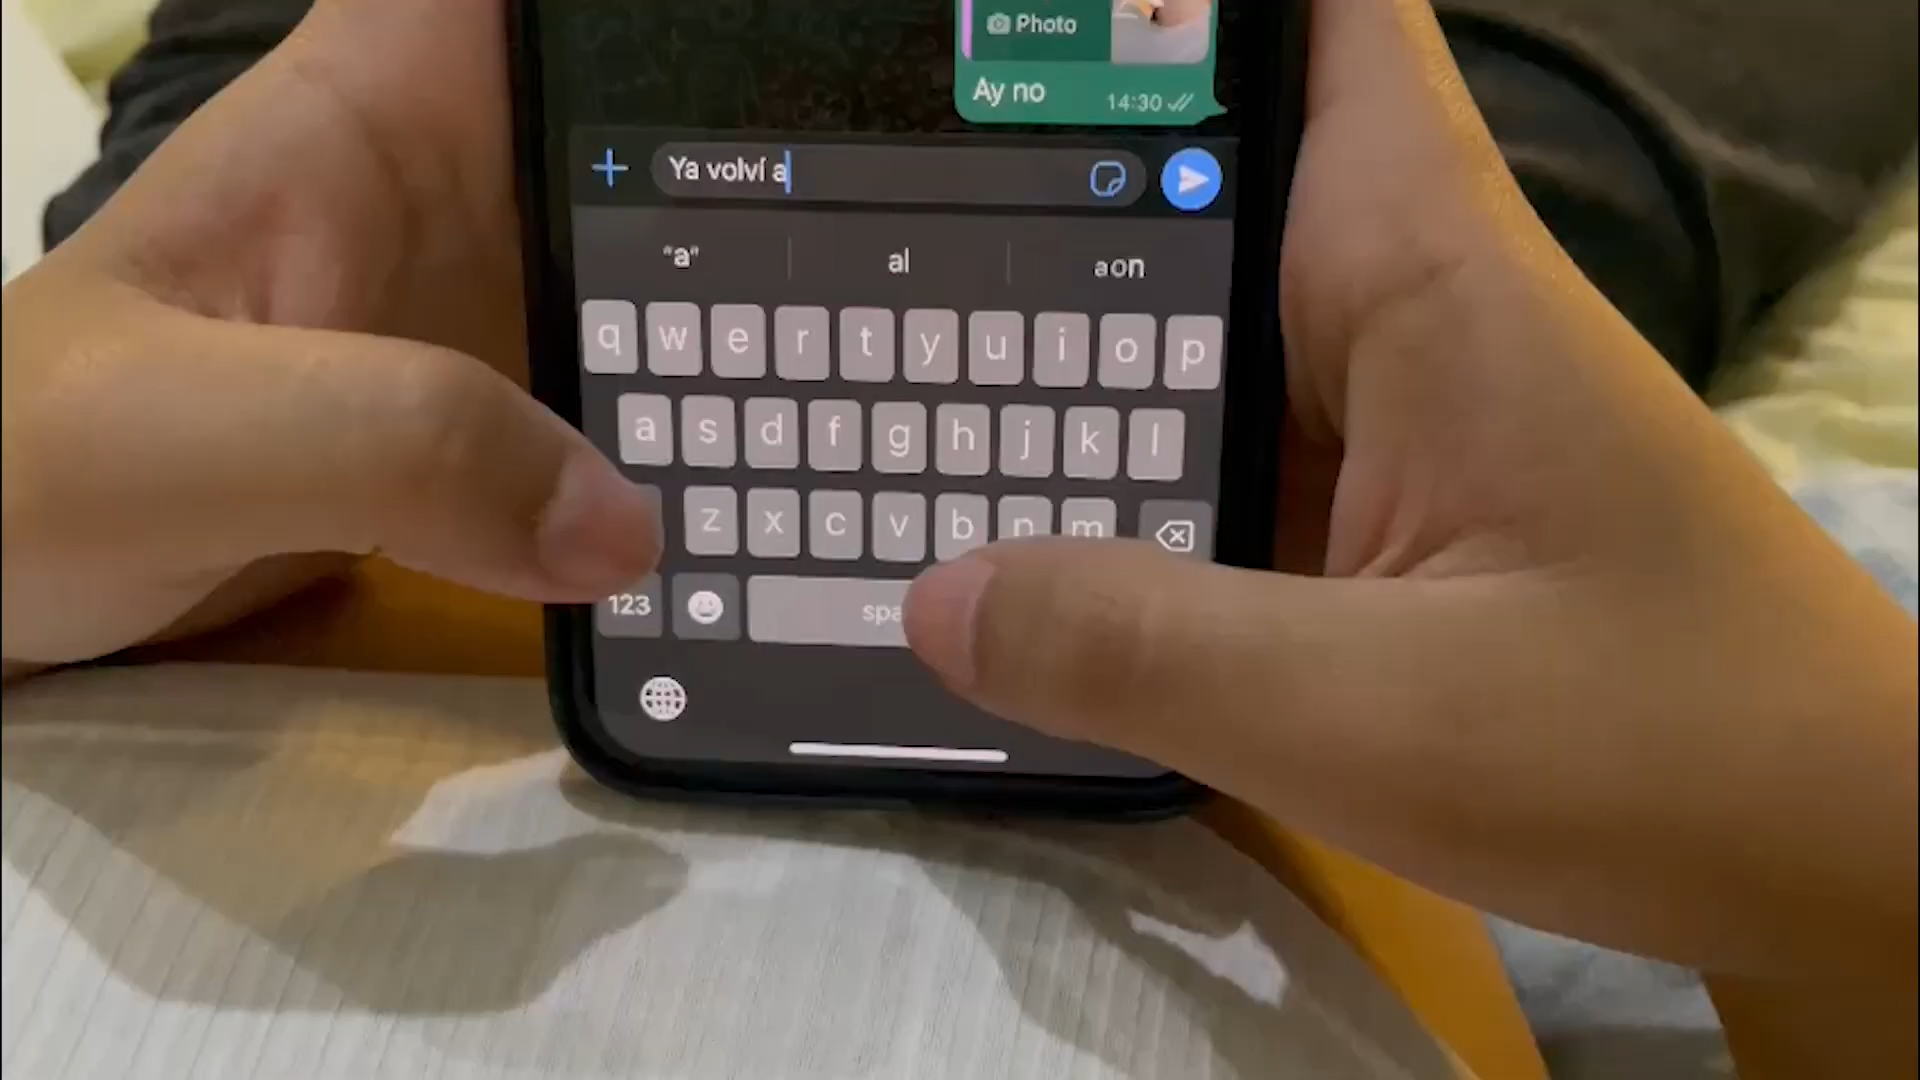 Photo
Ay no
14:30
Ya volví a
"a" al aon
q w e r t y u i o p
a s d f g h j k l
z x c v b n m
123